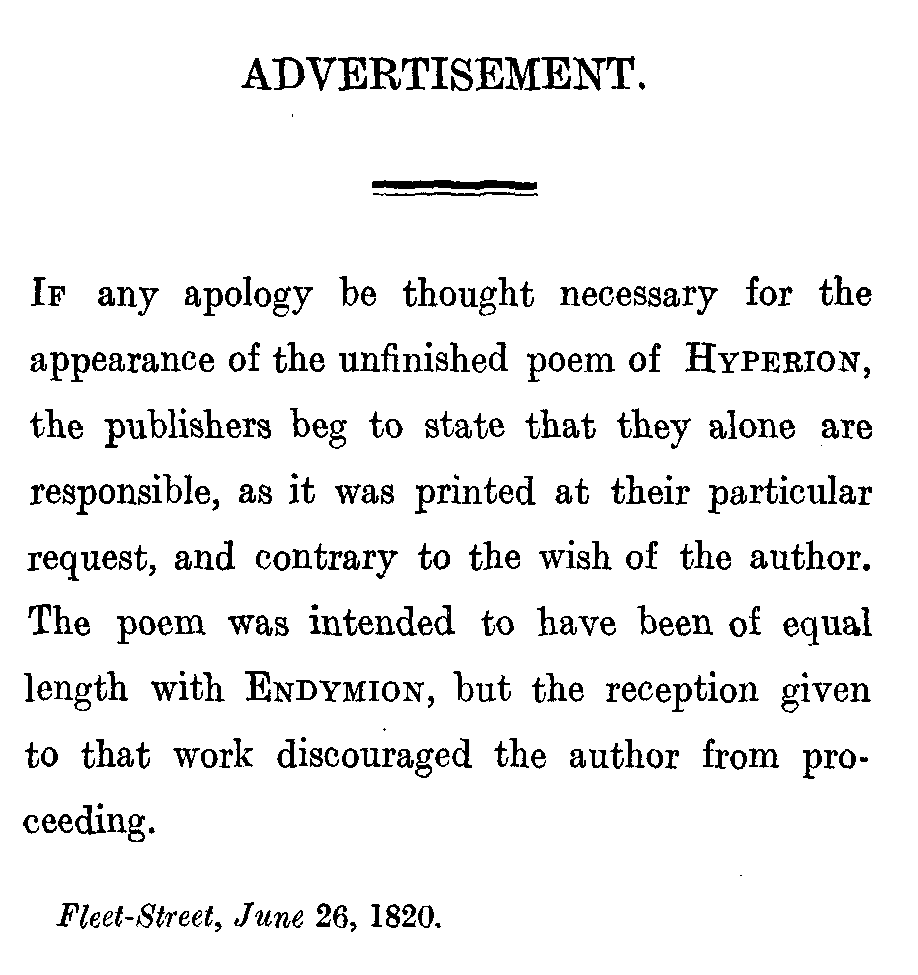 ADVERTISEMENT.
IF any apology be thought necessary for the
appearance of the unfinished poem of HYPERION,
the publishers beg to state that they alone are
responsible, as it was printed at their particular
request, and contrary to the wish of the author.
The poem was intended to have been of equal
length with ENDYMION, but the reception given
to that work discouraged the author from pro-
ceeding.
Fleet-Street, June 26, 1820.